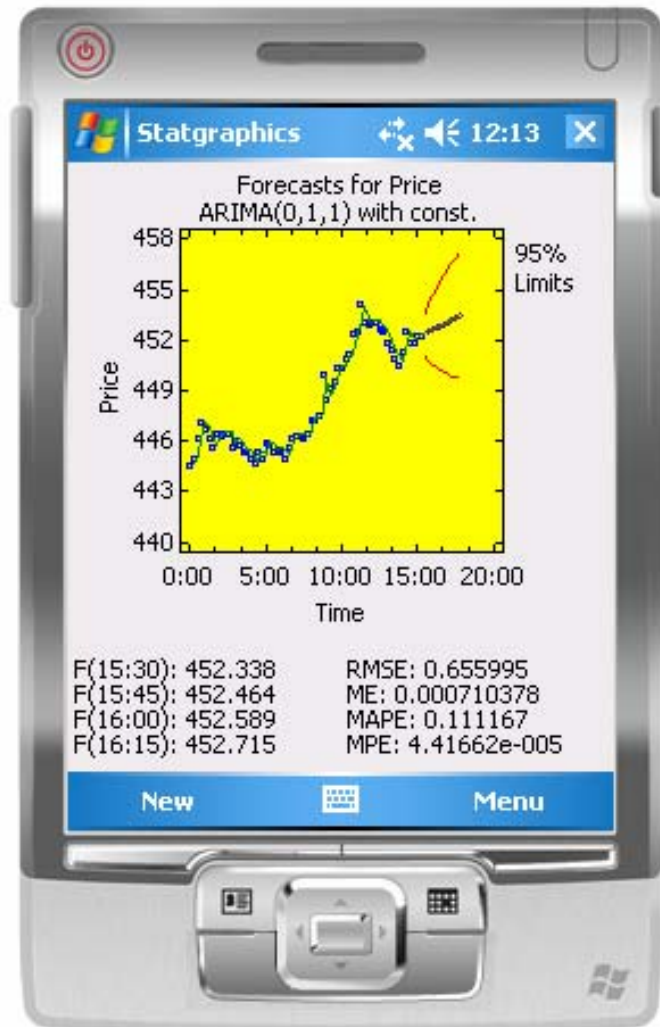 Statgraphics 12:13
Forecasts for Price
ARIMA(0,1,1) with const.
95%
Limits
458
455
452
449
446
443
440
Price
0:00 5:00 10:00 15:00 20:00
Time
F(15:30): 452.338 RMSE: 0.655995
F(15:45): 452.464 ME: 0.000710378
F(16:00): 452.589 MAPE: 0.111167
F(16:15): 452.715 MPE: 4.41662e-005
New Menu